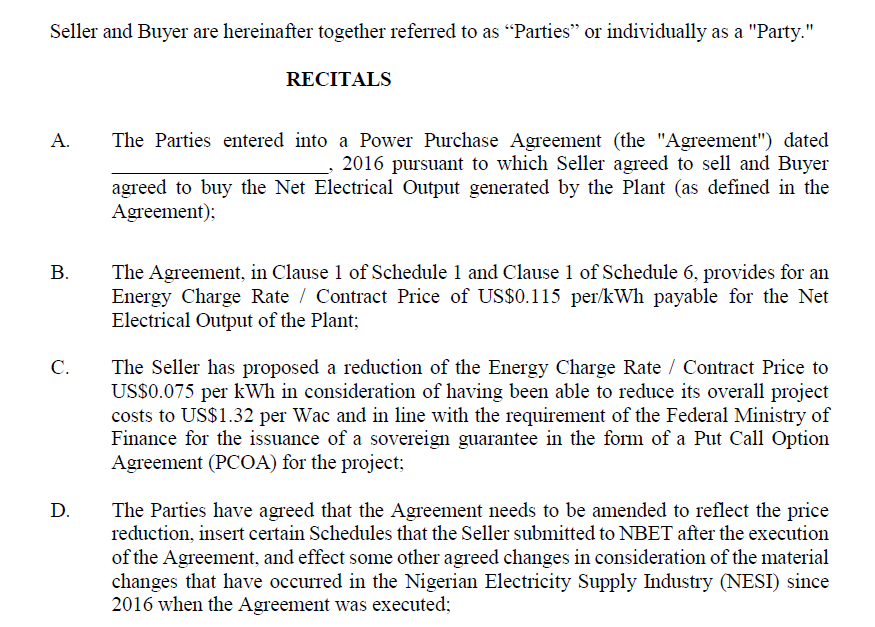 Seller and Buyer are hereinafter together referred to as “Parties” or individually as a "Party."
RECITALS
A. The Parties entered into a Power Purchase Agreement (the "Agreement") dated
____________________, 2016 pursuant to which Seller agreed to sell and Buyer
agreed to buy the Net Electrical Output generated by the Plant (as defined in the
Agreement);
B. The Agreement, in Clause 1 of Schedule 1 and Clause 1 of Schedule 6, provides for an
Energy Charge Rate / Contract Price of US$0.115 per/kWh payable for the Net
Electrical Output of the Plant;
C. The Seller has proposed a reduction of the Energy Charge Rate / Contract Price to
US$0.075 per kWh in consideration of having been able to reduce its overall project
costs to US$1.32 per Wac and in line with the requirement of the Federal Ministry of
Finance for the issuance of a sovereign guarantee in the form of a Put Call Option
Agreement (PCOA) for the project;
D. The Parties have agreed that the Agreement needs to be amended to reflect the price
reduction, insert certain Schedules that the Seller submitted to NBET after the execution
of the Agreement, and effect some other agreed changes in consideration of the material
changes that have occurred in the Nigerian Electricity Supply Industry (NESI) since
2016 when the Agreement was executed;